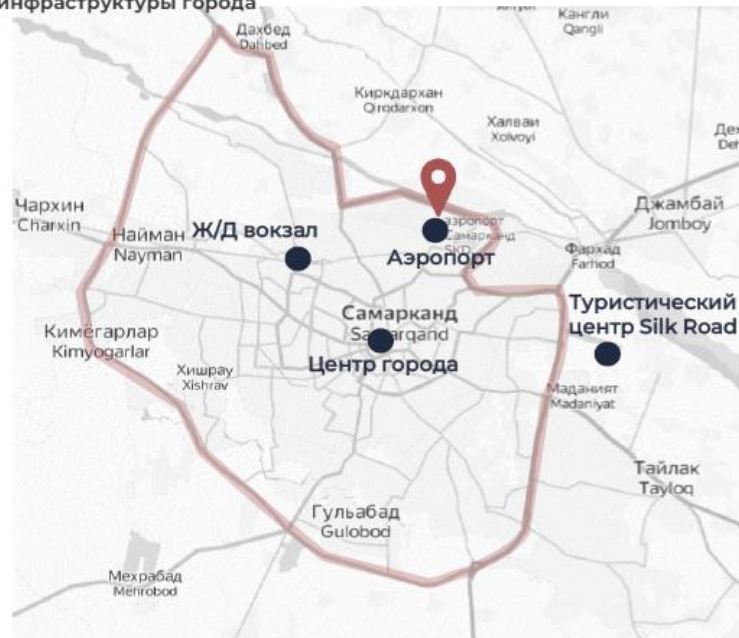 инфраструктуры города
Кангли
Qangli
Дахбед
Dahbed
Киркдархан
Qirqdarxon
Халваи
Xolvoyi
Чархин
Charxin
Джамбай
Jomboy
Найман
Nayman
Ж/Д вокзал
аэропорт
Самарканд
SKD
Аэропорт
Фархад
Farhod
Туристический
центр Silk Road
Самарканд
Центр города
Кимёгарлар
Kimyogarlar
Хишрау
Xishrav
Маданият
Madaniyat
Тайлак
Tayloq
Гульабад
Gulobod
Мехрабад
Mehrobod